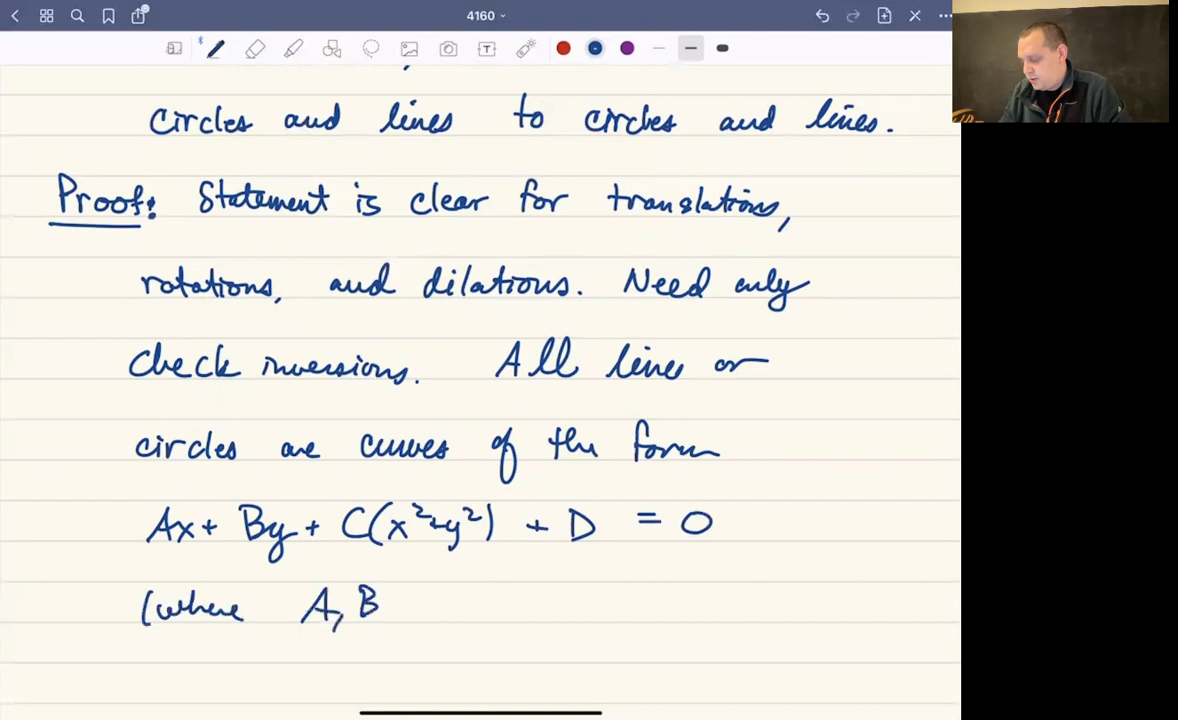 4160
circles and lines to circles and lines.
Proof: Statement is clear for translations,
rotations, and dilations. Need only
check inversions. All lines or
circles are curves of the form
Ax + By + C(x²+y²) + D = 0
(where A, B